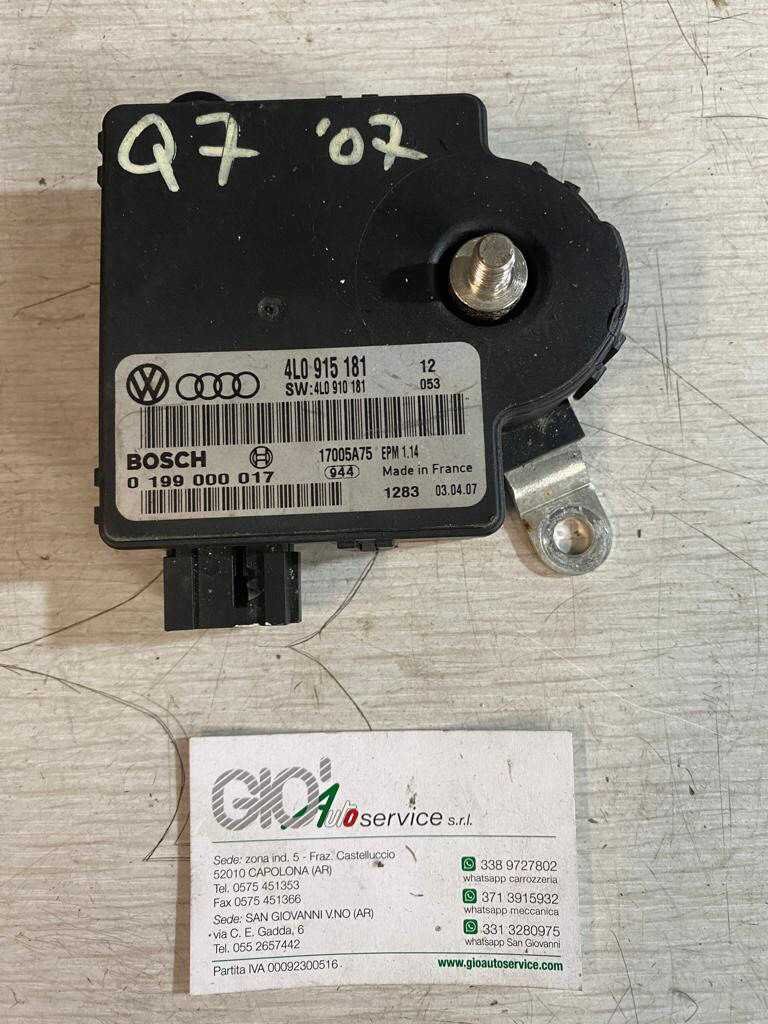 Q7 '07
4L0 915 181 12
SW:4L0 910 181 053
BOSCH 17005A75 EPM 1.14
0 199 000 017 944 Made in France
1283 03.04.07
GIO' Autoservice s.r.l.
Sede: zona ind. 5 - Fraz. Castelluccio
52010 CAPOLONA (AR)
Tel. 0575 451353
Fax 0575 451366
Sede: SAN GIOVANNI V.NO (AR)
via C. E. Gadda, 6
Tel. 055 2657442
Partita IVA 00092300516
338 9727802
whatsapp carrozzeria
371 3915932
whatsapp meccanica
331 3280975
whatsapp San Giovanni
www.gioautoservice.com